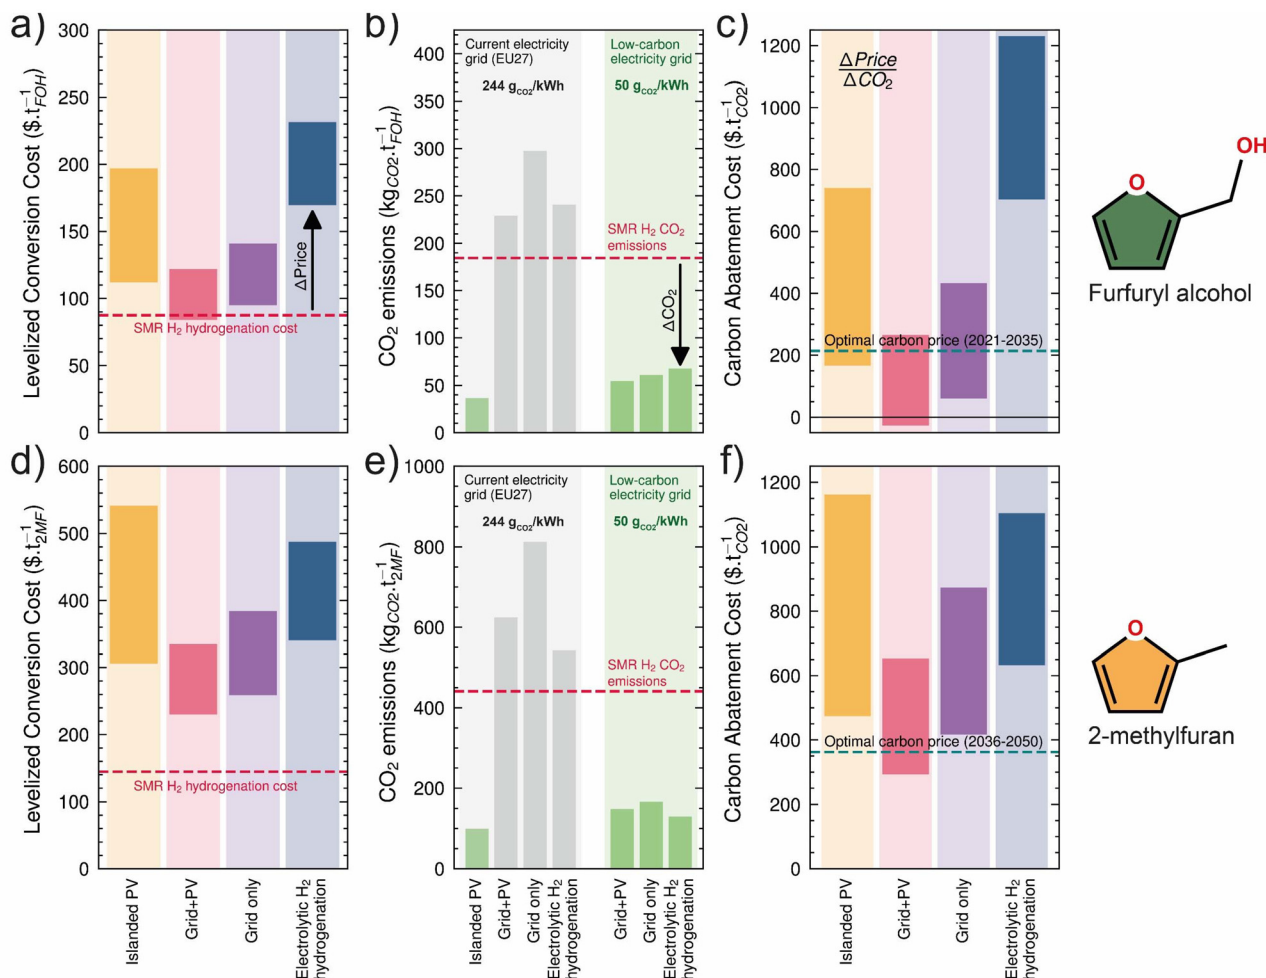 a)
Levelized Conversion Cost ($.t⁻¹FOH)
300
250
200
150
100
50
0
ΔPrice
SMR H₂ hydrogenation cost
b)
CO₂ emissions (kgCO2.t⁻¹FOH)
400
350
300
250
200
150
100
50
0
Current electricity
grid (EU27)
244 gCO2/kWh
Low-carbon
electricity grid
50 gCO2/kWh
SMR H₂ CO₂
emissions
ΔCO₂
c)
Carbon Abatement Cost ($.t⁻¹CO2)
1200
1000
800
600
400
200
0
ΔPrice
ΔCO₂
Optimal carbon price (2021-2035)
O
OH
Furfuryl alcohol
d)
Levelized Conversion Cost ($.t⁻¹2MF)
600
500
400
300
200
100
0
SMR H₂ hydrogenation cost
Islanded PV
Grid+PV
Grid only
Electrolytic H₂
hydrogenation
e)
CO₂ emissions (kgCO2.t⁻¹2MF)
1000
800
600
400
200
0
Current electricity
grid (EU27)
244 gCO2/kWh
Low-carbon
electricity grid
50 gCO2/kWh
SMR H₂ CO₂
emissions
Islanded PV
Grid+PV
Grid only
Electrolytic H₂
hydrogenation
Grid+PV
Grid only
Electrolytic H₂
hydrogenation
f)
Carbon Abatement Cost ($.t⁻¹CO2)
1200
1000
800
600
400
200
0
Optimal carbon price (2036-2050)
Islanded PV
Grid+PV
Grid only
Electrolytic H₂
hydrogenation
O
2-methylfuran